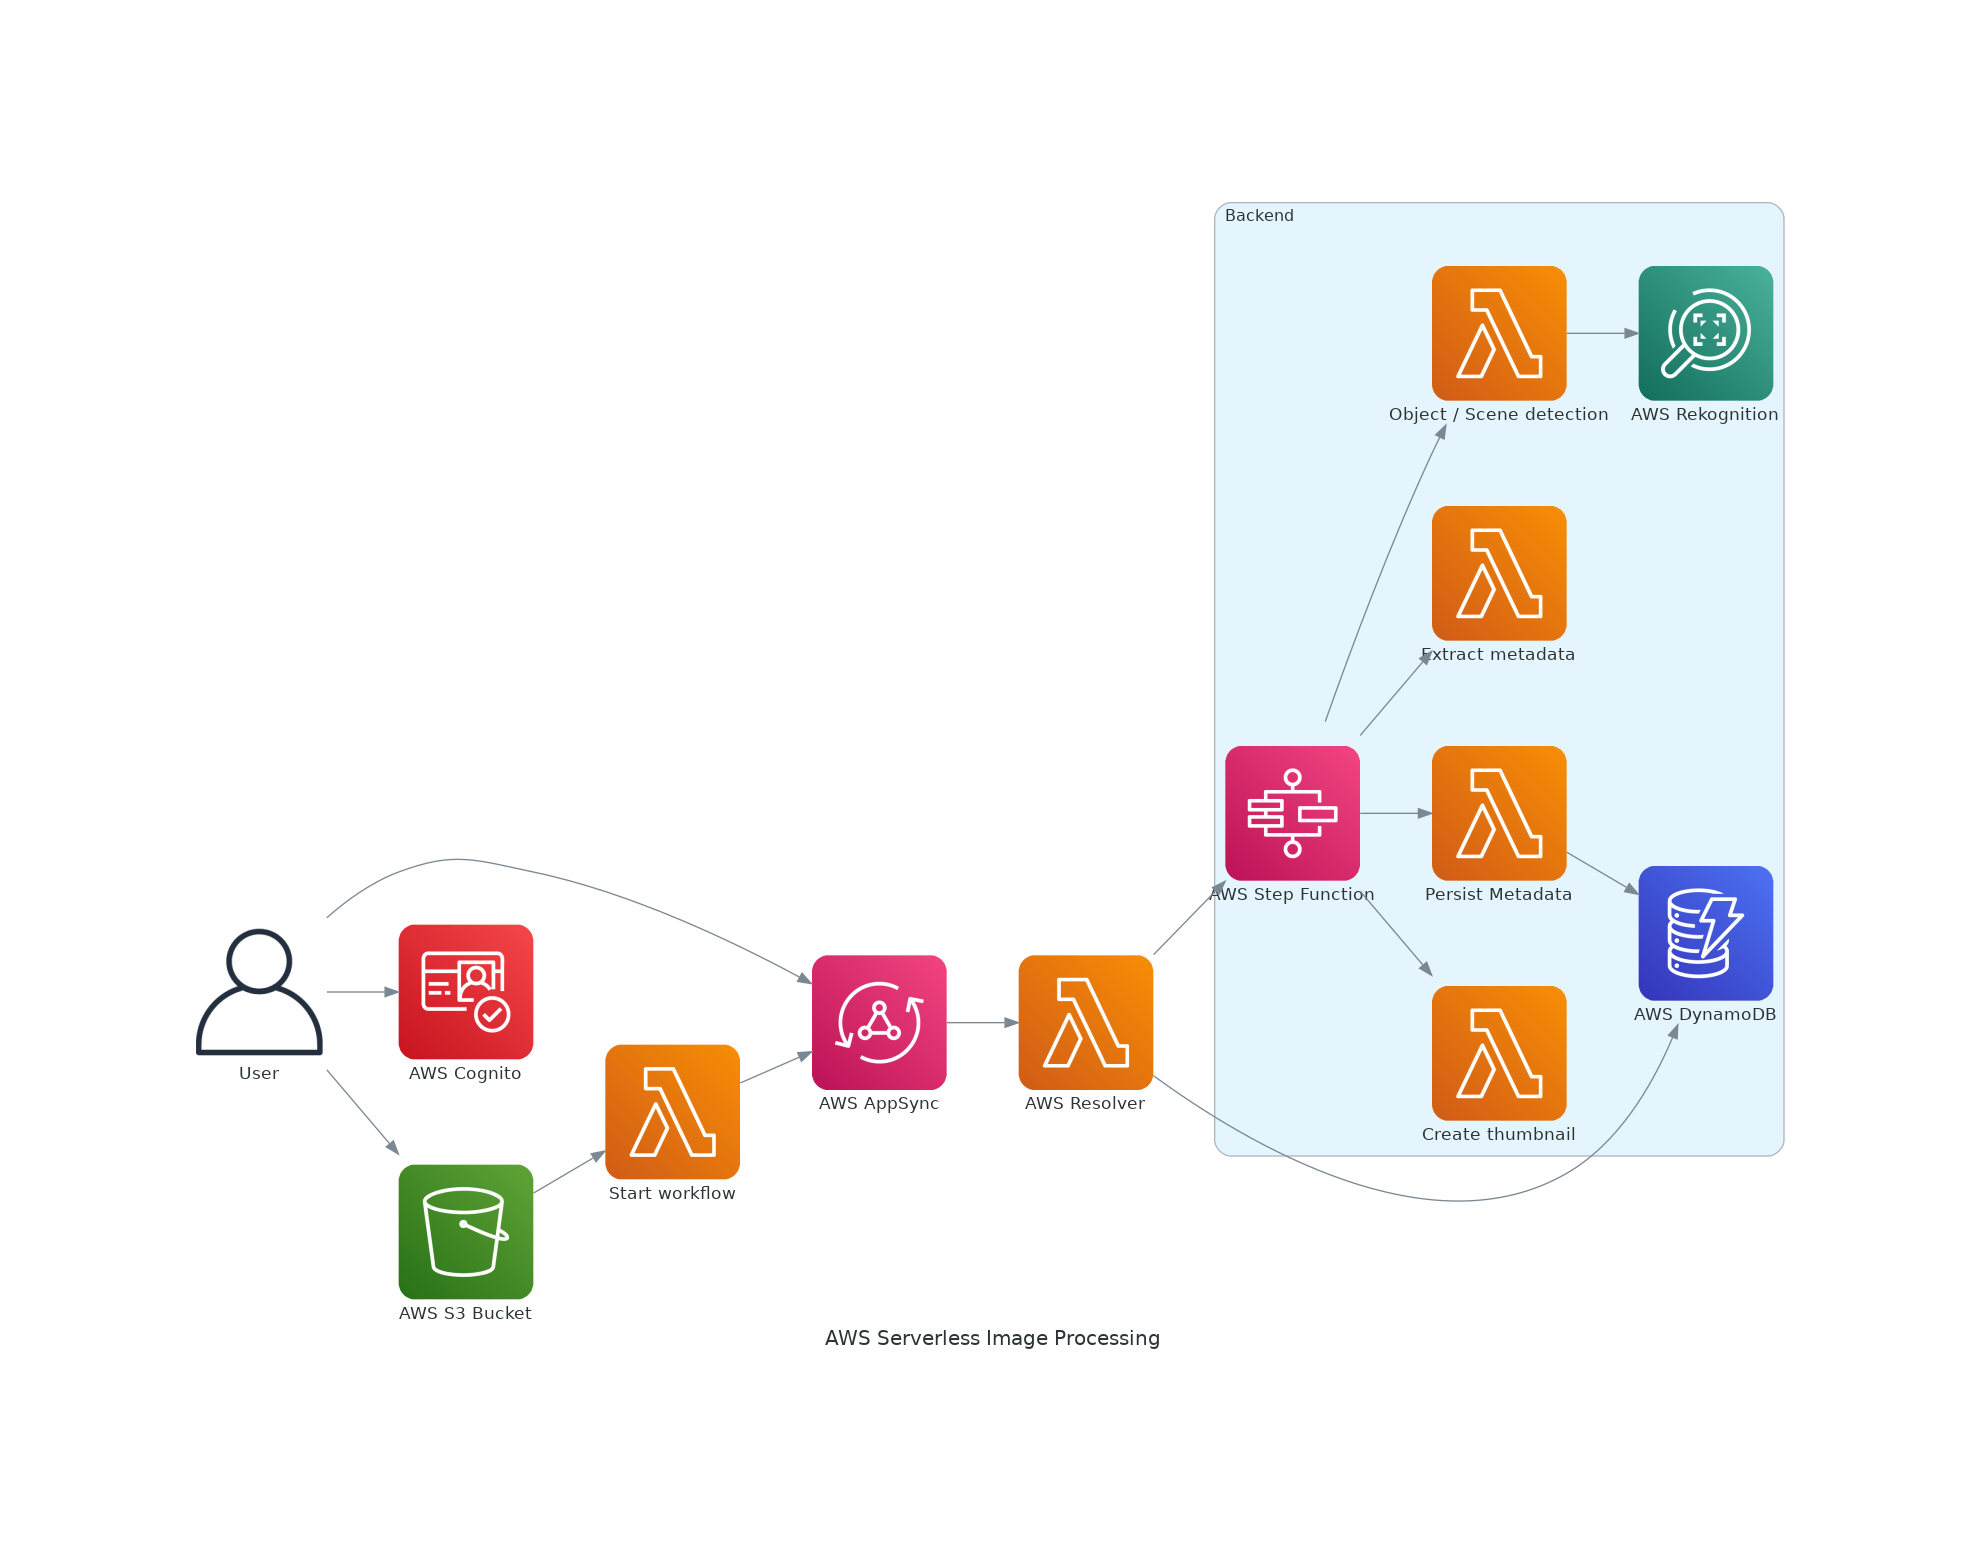 Backend
Object / Scene detection
AWS Rekognition
Extract metadata
AWS Step Function
Persist Metadata
AWS DynamoDB
User
AWS Cognito
AWS AppSync
AWS Resolver
Create thumbnail
Start workflow
AWS S3 Bucket
AWS Serverless Image Processing